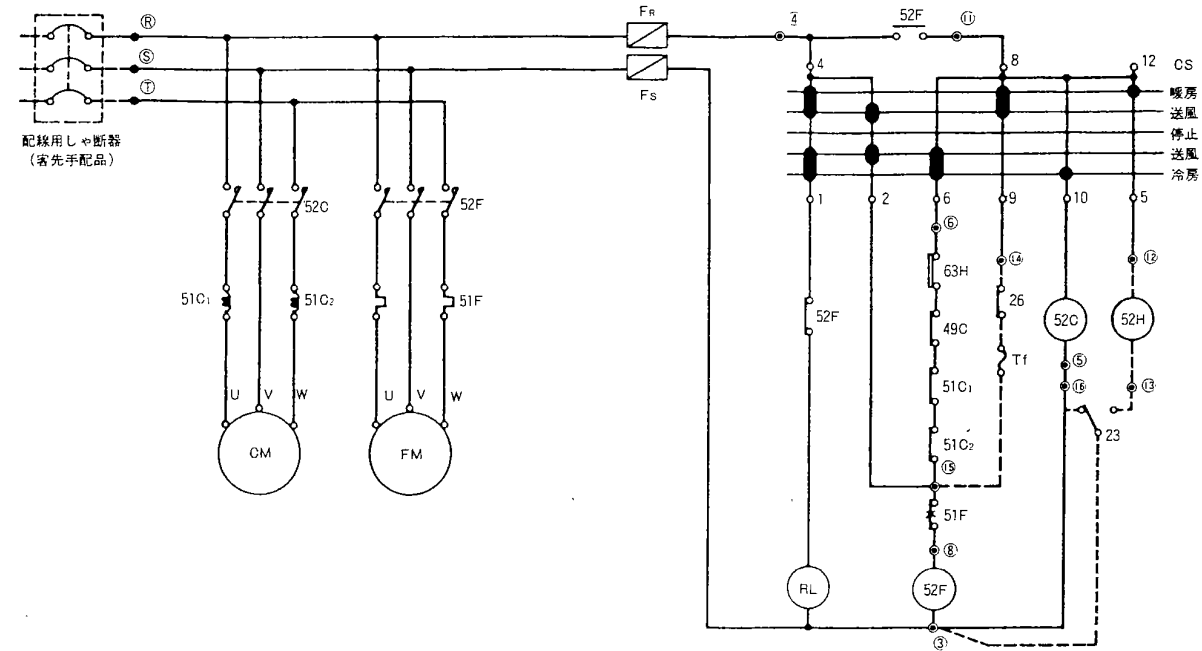 Ⓡ
Ⓢ
Ⓣ
配線用しゃ断器
(客先手配品)
FR
FS
4
52F
⑪
4
8
12
CS
暖房
送風
停止
送風
冷房
1
2
6
9
10
5
⑥
⑭
⑫
52C
52F
63H
26
51C1
51C2
51F
52F
49C
Tf
52C
52H
⑤
⑯
⑬
51C1
23
51C2
⑮
U
V
W
U
V
W
CM
FM
51F
⑧
RL
52F
③